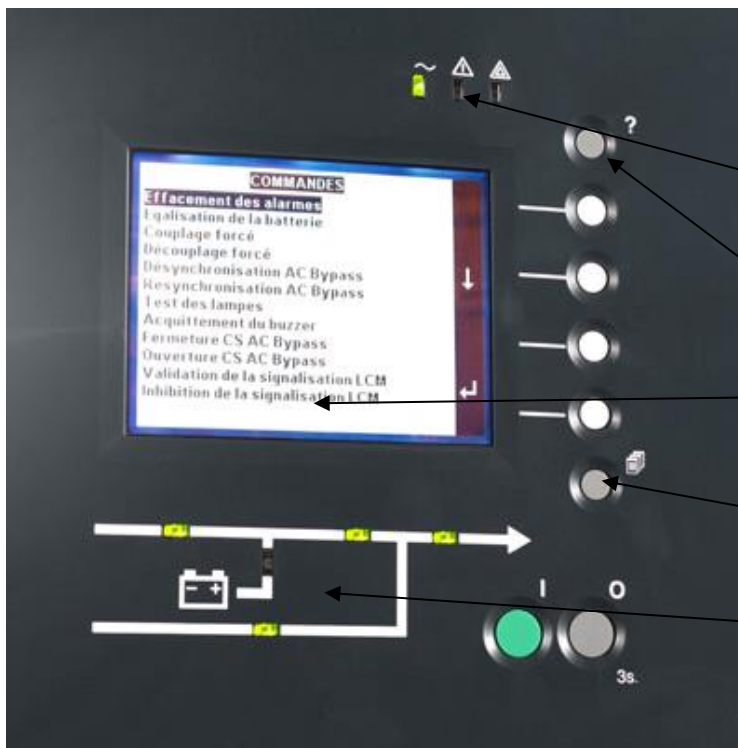 ?
COMMANDES
Effacement des alarmes
Egalisation de la batterie
Couplage forcé
Découplage forcé
Désynchronisation AC Bypass
Resynchronisation AC Bypass
Test des lampes
Acquittement du buzzer
Fermeture CS AC Bypass
Ouverture CS AC Bypass
Validation de la signalisation LCM
Inhibition de la signalisation LCM
- +
I O
3s.